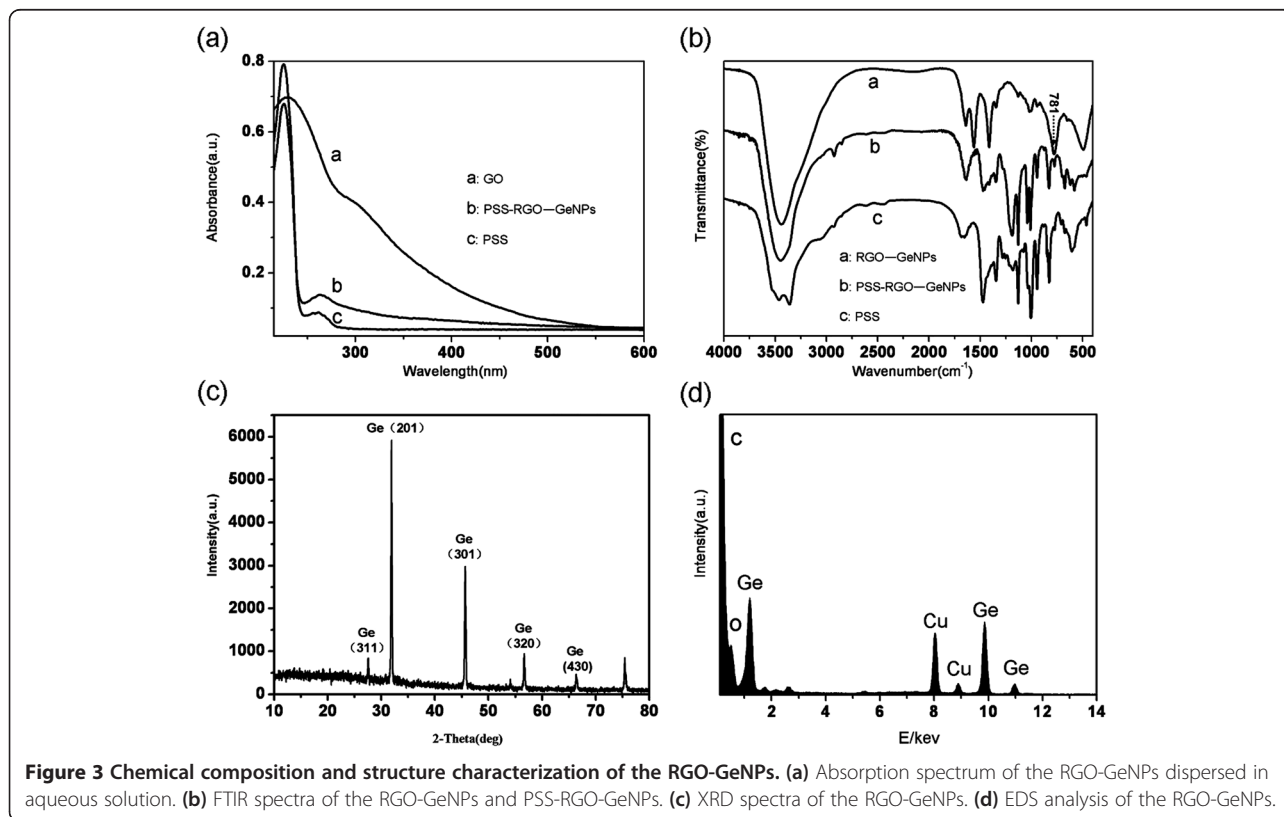 (a)
0.8
0.6
0.4
0.2
Absorbance(a.u.)
a
b
c
a: GO
b: PSS-RGO—GeNPs
c: PSS
300
400
500
600
Wavelength(nm)
(b)
Transmittance(%)
a
b
c
781
a: RGO—GeNPs
b: PSS-RGO—GeNPs
c: PSS
4000 3500 3000 2500 2000 1500 1000 500
Wavenumber(cm⁻¹)
(c)
6000
5000
4000
3000
2000
1000
0
Intensity(a.u.)
Ge（201）
Ge
（301）
Ge
（311）
Ge
（320）
Ge
(430)
10 20 30 40 50 60 70 80
2-Theta(deg)
(d)
Intensity(a.u.)
C
O
Ge
Cu
Cu
Ge
Ge
2 4 6 8 10 12 14
E/kev
Figure 3 Chemical composition and structure characterization of the RGO-GeNPs. (a) Absorption spectrum of the RGO-GeNPs dispersed in
aqueous solution. (b) FTIR spectra of the RGO-GeNPs and PSS-RGO-GeNPs. (c) XRD spectra of the RGO-GeNPs. (d) EDS analysis of the RGO-GeNPs.